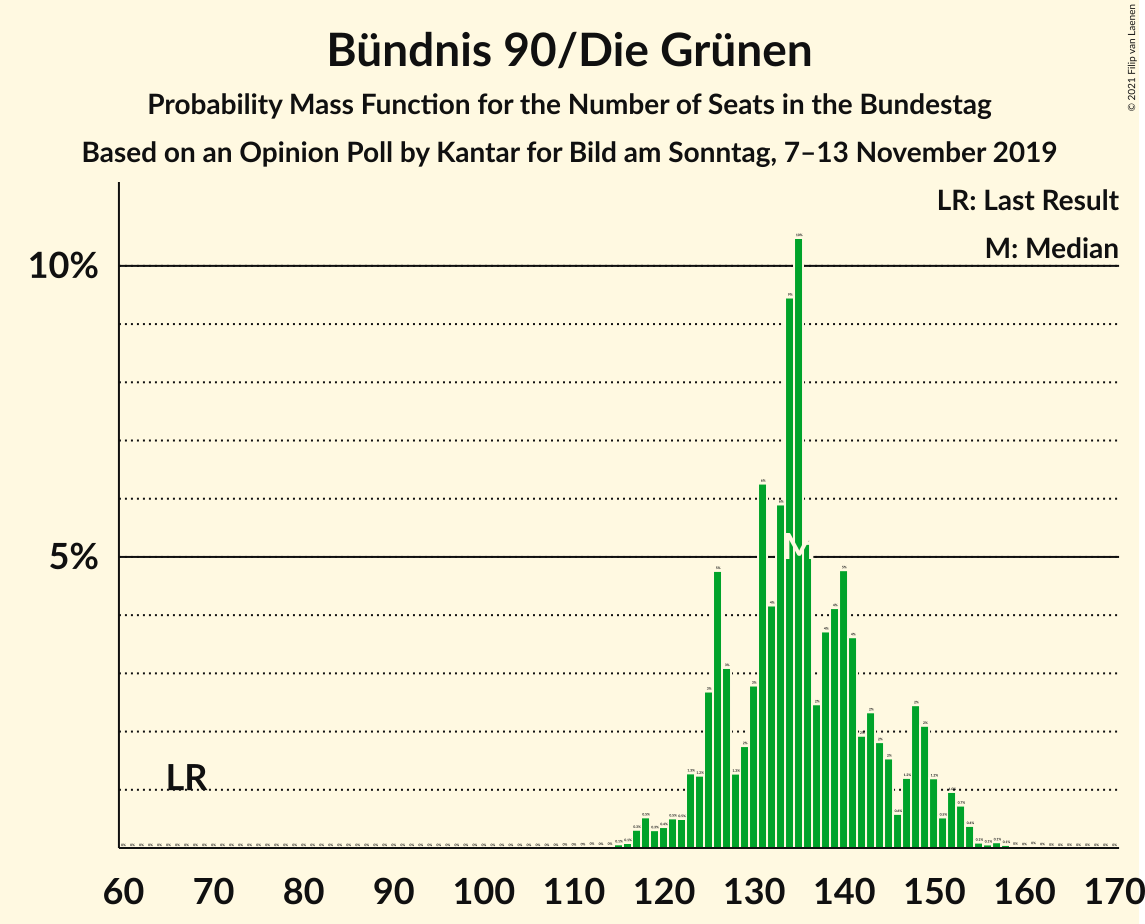 Bündnis 90/Die Grünen
Probability Mass Function for the Number of Seats in the Bundestag
Based on an Opinion Poll by Kantar for Bild am Sonntag, 7–13 November 2019
© 2021 Filip van Laenen
LR: Last Result
M: Median
10%
5%
LR
M
60 70 80 90 100 110 120 130 140 150 160 170